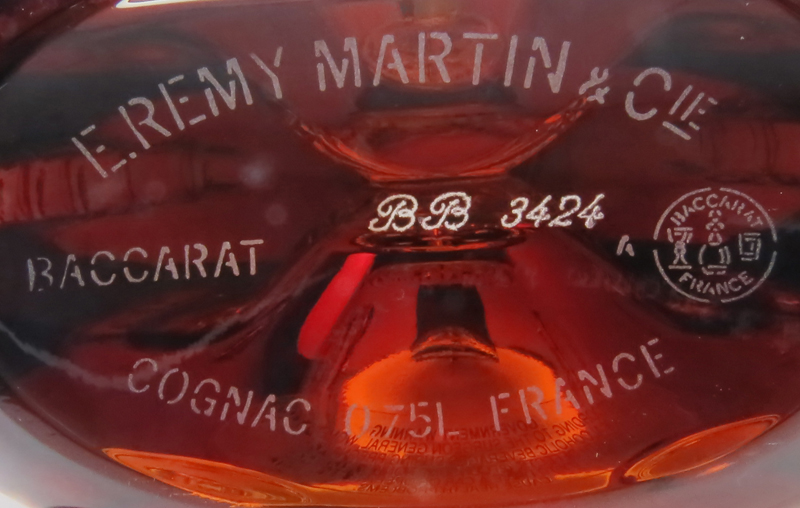 E. REMY MARTIN & CIE
BB 3424
BACCARAT
A
BACCARAT
FRANCE
COGNAC 0.75L FRANCE